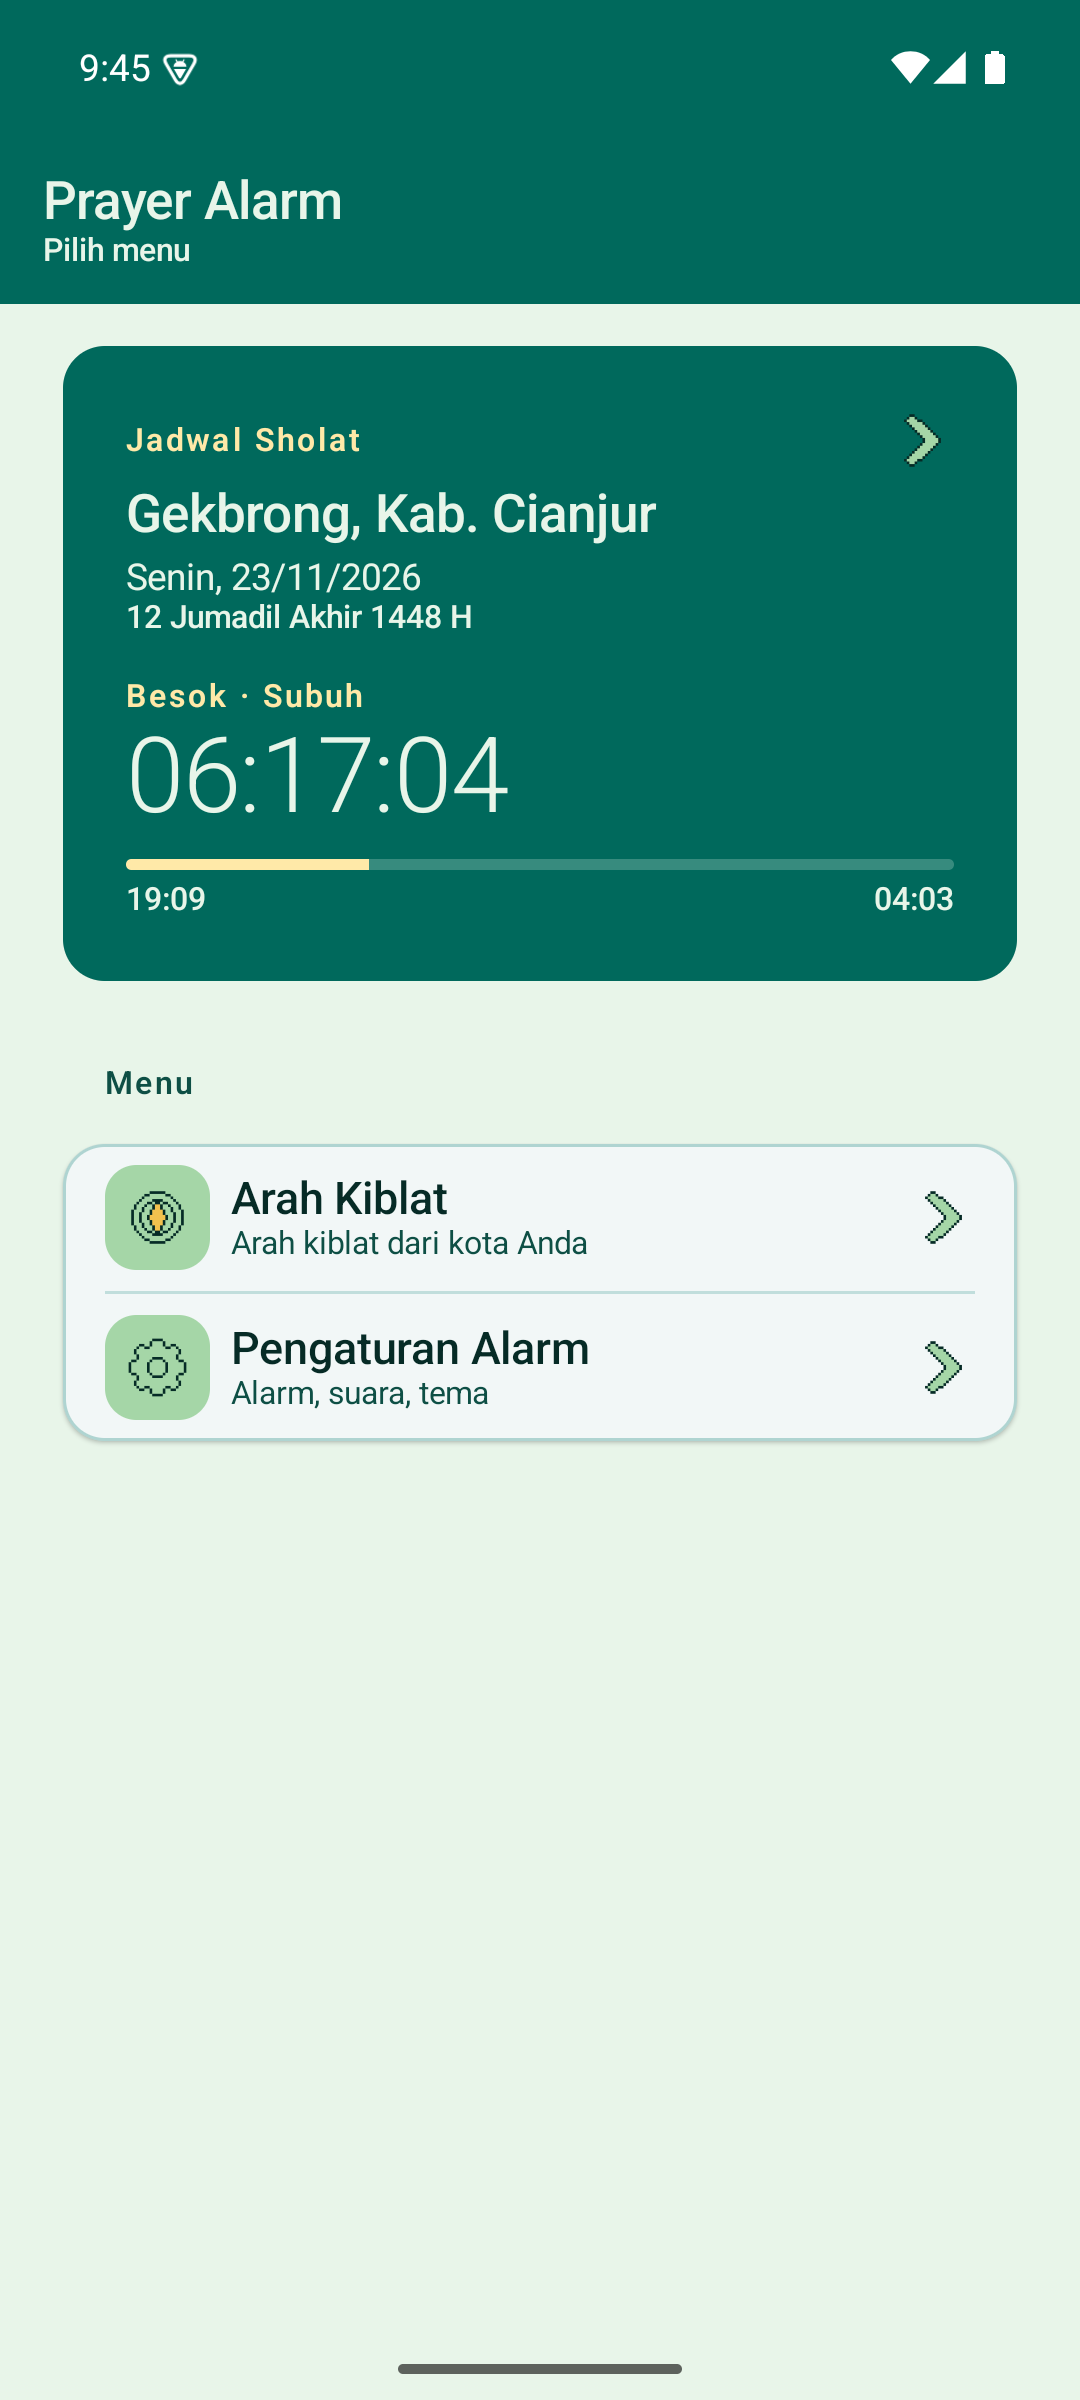 9:45
Prayer Alarm
Pilih menu
Jadwal Sholat
Gekbrong, Kab. Cianjur
Senin, 23/11/2026
12 Jumadil Akhir 1448 H
Besok · Subuh
06:17:04
19:09
04:03
Menu
Arah Kiblat
Arah kiblat dari kota Anda
Pengaturan Alarm
Alarm, suara, tema